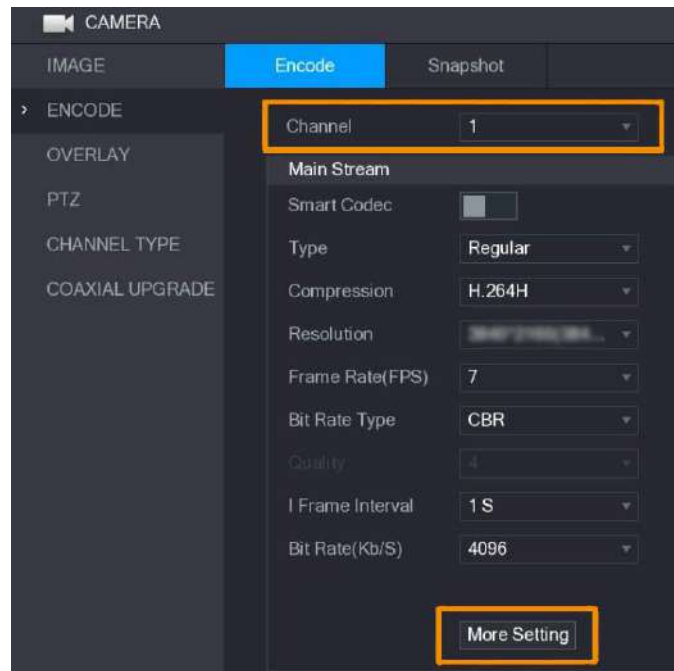 CAMERA
IMAGE
Encode Snapshot
ENCODE
Channel 1
OVERLAY
Main Stream
PTZ
Smart Codec
CHANNEL TYPE
Type Regular
COAXIAL UPGRADE
Compression H.264H
Resolution
Frame Rate(FPS) 7
Bit Rate Type CBR
Quality 4
I Frame Interval 1 S
Bit Rate(Kb/S) 4096
More Setting